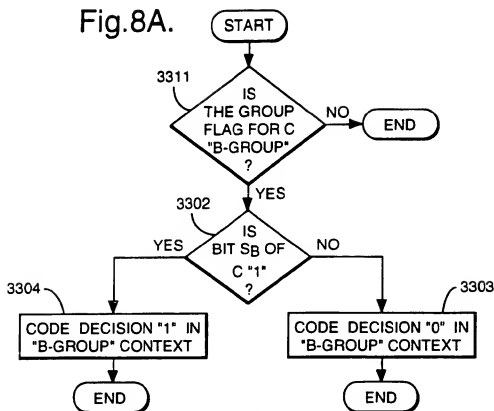 Fig.8A.
START
3311
IS
THE GROUP
FLAG FOR C
"B-GROUP"
?
NO
END
YES
3302
IS
BIT SB OF
C "1"
?
YES
NO
3304
CODE DECISION "1" IN
"B-GROUP" CONTEXT
END
3303
CODE DECISION "0" IN
"B-GROUP" CONTEXT
END